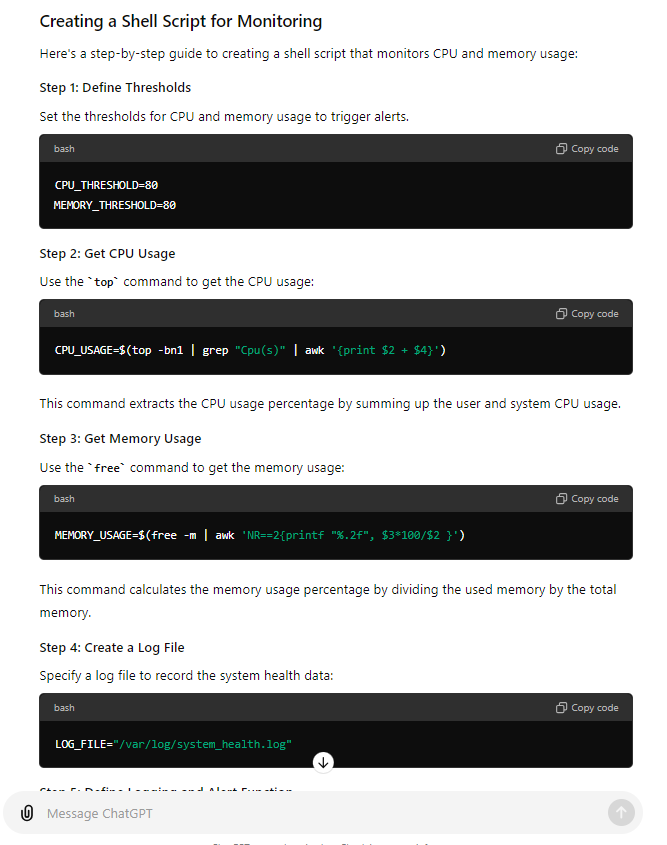 Creating a Shell Script for Monitoring
Here's a step-by-step guide to creating a shell script that monitors CPU and memory usage:
Step 1: Define Thresholds
Set the thresholds for CPU and memory usage to trigger alerts.
bash Copy code
CPU_THRESHOLD=80
MEMORY_THRESHOLD=80
Step 2: Get CPU Usage
Use the `top` command to get the CPU usage:
bash Copy code
CPU_USAGE=$(top -bn1 | grep "Cpu(s)" | awk '{print $2 + $4}')
This command extracts the CPU usage percentage by summing up the user and system CPU usage.
Step 3: Get Memory Usage
Use the `free` command to get the memory usage:
bash Copy code
MEMORY_USAGE=$(free -m | awk 'NR==2{printf "%.2f", $3*100/$2 }')
This command calculates the memory usage percentage by dividing the used memory by the total
memory.
Step 4: Create a Log File
Specify a log file to record the system health data:
bash Copy code
LOG_FILE="/var/log/system_health.log"
Step 5: Define Logging and Alert Function
Message ChatGPT